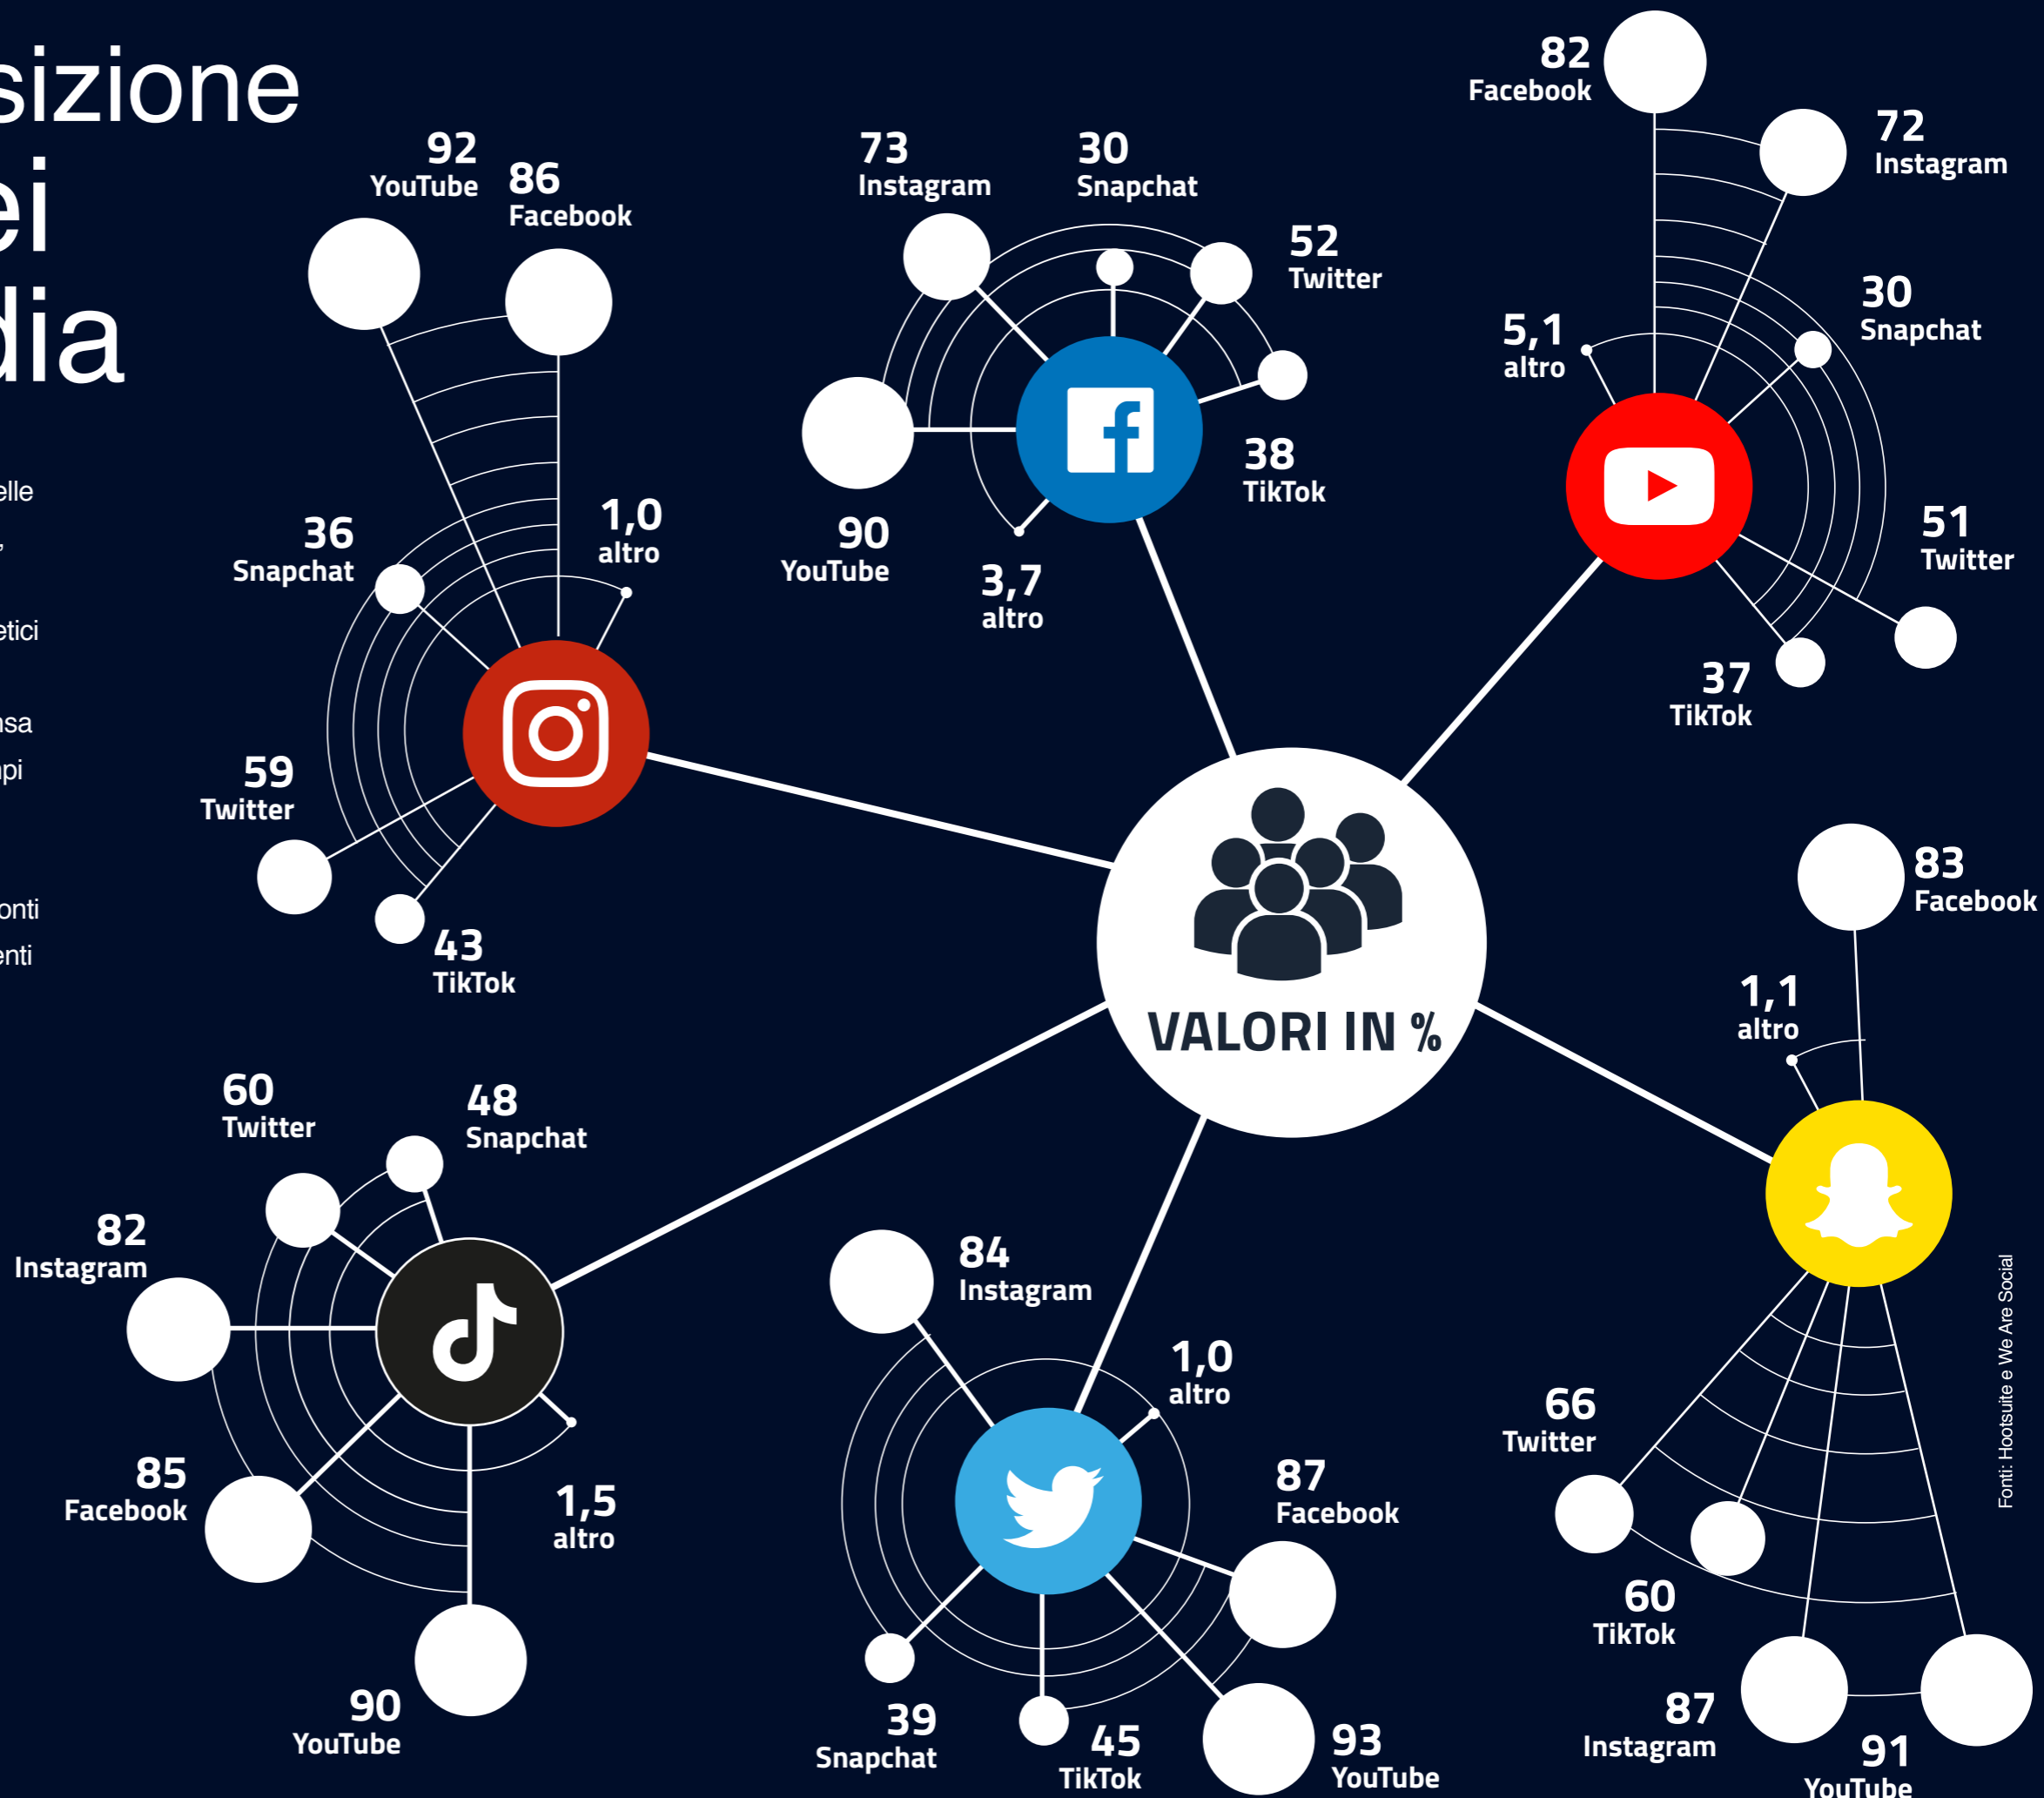 sizione
ei
dia
elle
,
etici
nsa
npi
onti
enti
92
YouTube
86
Facebook
36
Snapchat
1,0
altro
59
Twitter
43
TikTok
73
Instagram
30
Snapchat
52
Twitter
38
TikTok
90
YouTube
3,7
altro
82
Facebook
72
Instagram
30
Snapchat
5,1
altro
51
Twitter
37
TikTok
VALORI IN %
83
Facebook
1,1
altro
66
Twitter
60
TikTok
87
Instagram
91
YouTube
60
Twitter
48
Snapchat
82
Instagram
85
Facebook
1,5
altro
90
YouTube
84
Instagram
1,0
altro
87
Facebook
39
Snapchat
45
TikTok
93
YouTube
Fonti: Hootsuite e We Are Social